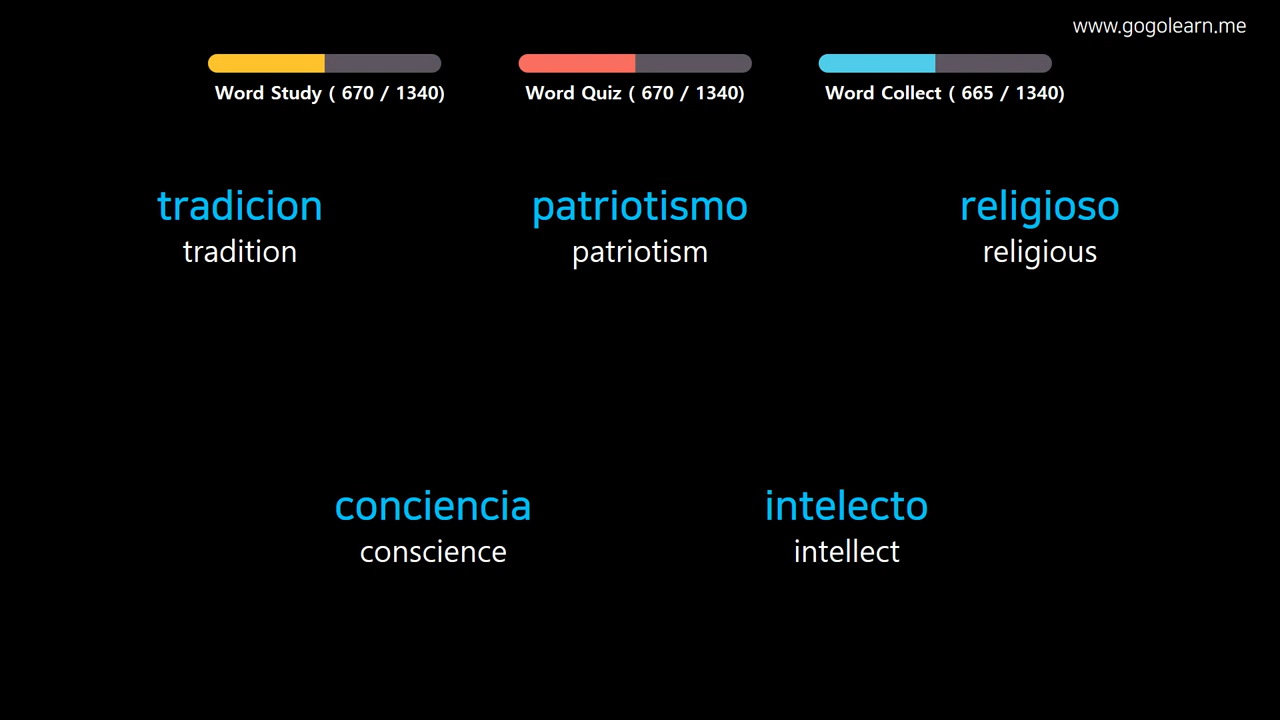 www.gogolearn.me
Word Study ( 670 / 1340)
Word Quiz ( 670 / 1340)
Word Collect ( 665 / 1340)
tradicion
tradition
patriotismo
patriotism
religioso
religious
conciencia
conscience
intelecto
intellect